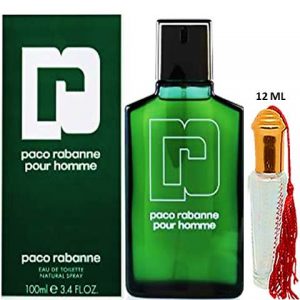 paco rabanne
pour homme
paco rabanne
EAU DE TOILETTE
NATURAL SPRAY
100ml ℮ 3.4 FL.OZ.
paco rabanne
pour homme
12 ML